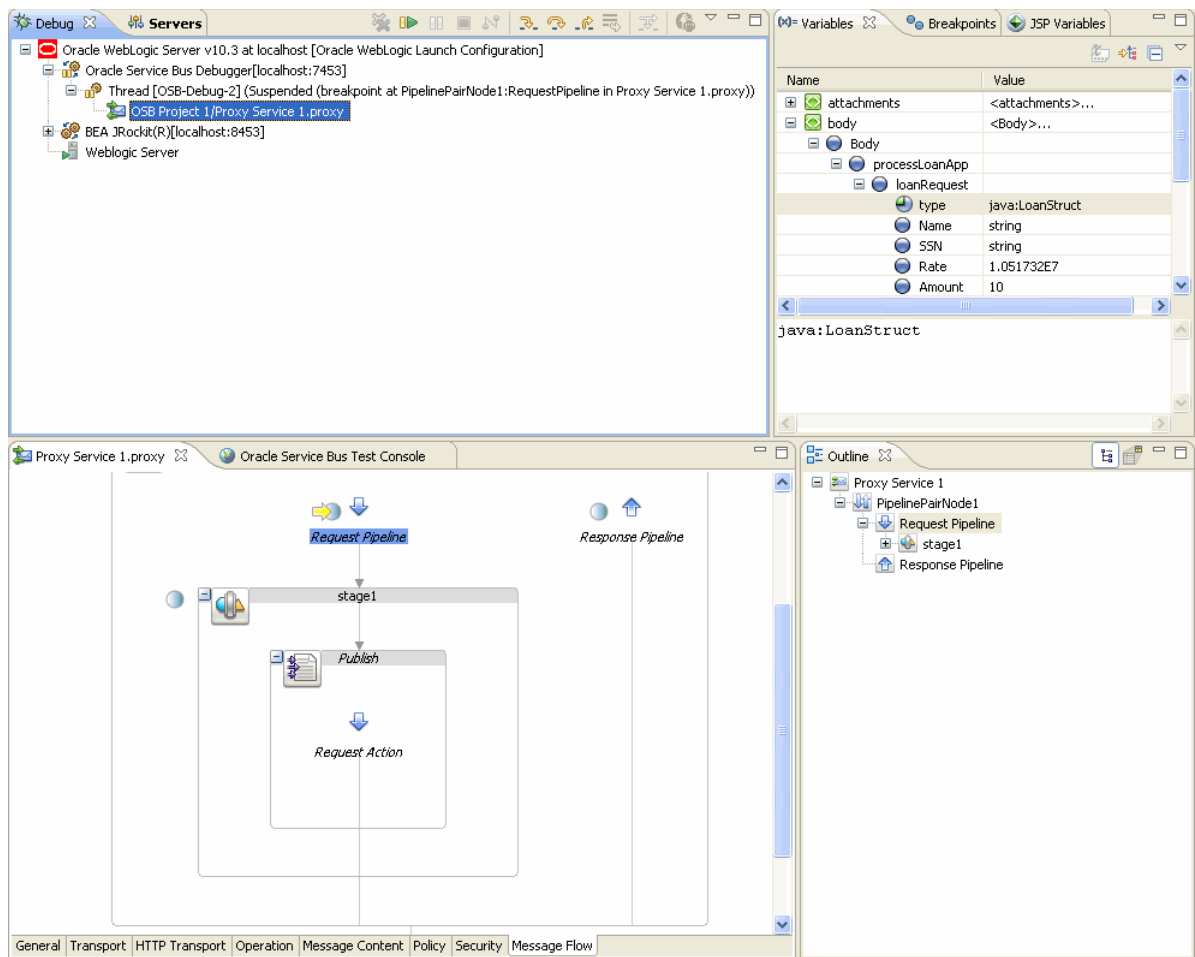 Debug Servers
Oracle WebLogic Server v10.3 at localhost [Oracle WebLogic Launch Configuration]
Oracle Service Bus Debugger[localhost:7453]
Thread [OSB-Debug-2] (Suspended (breakpoint at PipelinePairNode1:RequestPipeline in Proxy Service 1.proxy))
OSB Project 1/Proxy Service 1.proxy
BEA JRockit(R)[localhost:8453]
Weblogic Server
(x)= Variables Breakpoints JSP Variables
Name Value
attachments <attachments>...
body <Body>...
Body
processLoanApp
loanRequest
type java:LoanStruct
Name string
SSN string
Rate 1.051732E7
Amount 10
java:LoanStruct
Proxy Service 1.proxy Oracle Service Bus Test Console
Request Pipeline Response Pipeline
stage1
Publish
Request Action
General Transport HTTP Transport Operation Message Content Policy Security Message Flow
Outline
Proxy Service 1
PipelinePairNode1
Request Pipeline
stage1
Response Pipeline